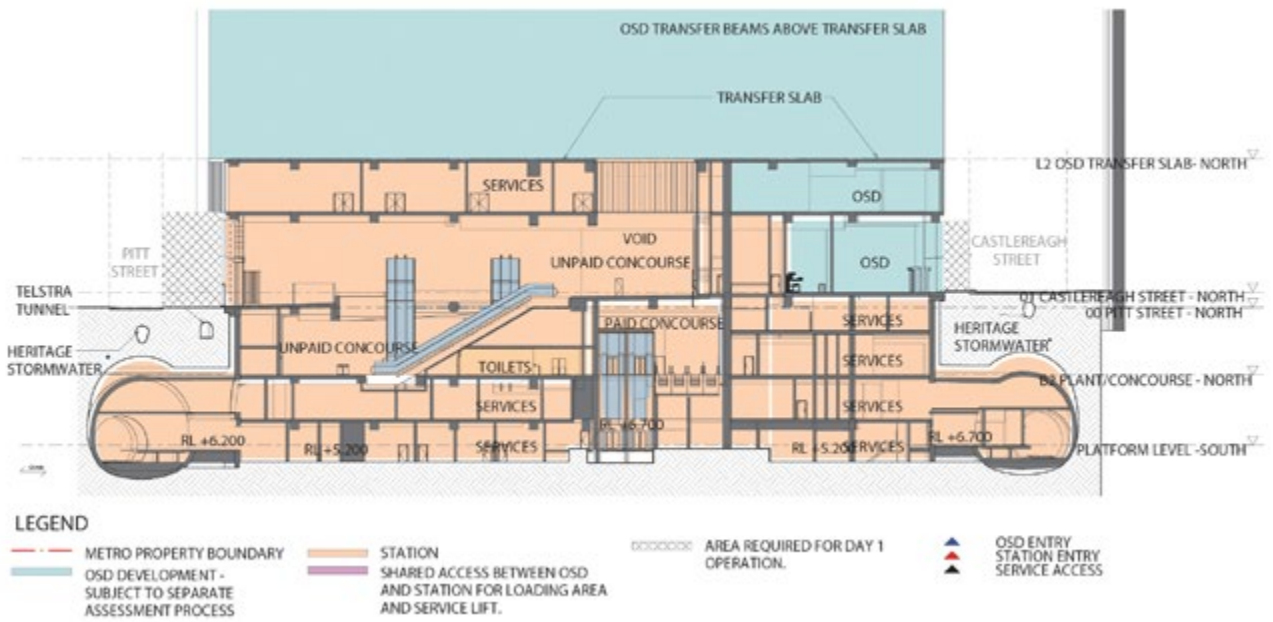 OSD TRANSFER BEAMS ABOVE TRANSFER SLAB
TRANSFER SLAB
L2 OSD TRANSFER SLAB- NORTH
SERVICES
OSD
PITT
STREET
VOID
UNPAID CONCOURSE
OSD
CASTLEREAGH
STREET
TELSTRA
TUNNEL
01 CASTLEREAGH STREET - NORTH
00 PITT STREET - NORTH
PAID CONCOURSE
SERVICES
HERITAGE
STORMWATER
HERITAGE
STORMWATER
UNPAID CONCOURSE
TOILETS
SERVICES
B2 PLANT/CONCOURSE - NORTH
SERVICES
SERVICES
RL +6.700
RL +6.200
RL +5.200
SERVICES
RL +5.200
SERVICES
RL +6.700
PLATFORM LEVEL -SOUTH
LEGEND
METRO PROPERTY BOUNDARY
OSD DEVELOPMENT -
SUBJECT TO SEPARATE
ASSESSMENT PROCESS
STATION
SHARED ACCESS BETWEEN OSD
AND STATION FOR LOADING AREA
AND SERVICE LIFT.
AREA REQUIRED FOR DAY 1
OPERATION.
OSD ENTRY
STATION ENTRY
SERVICE ACCESS